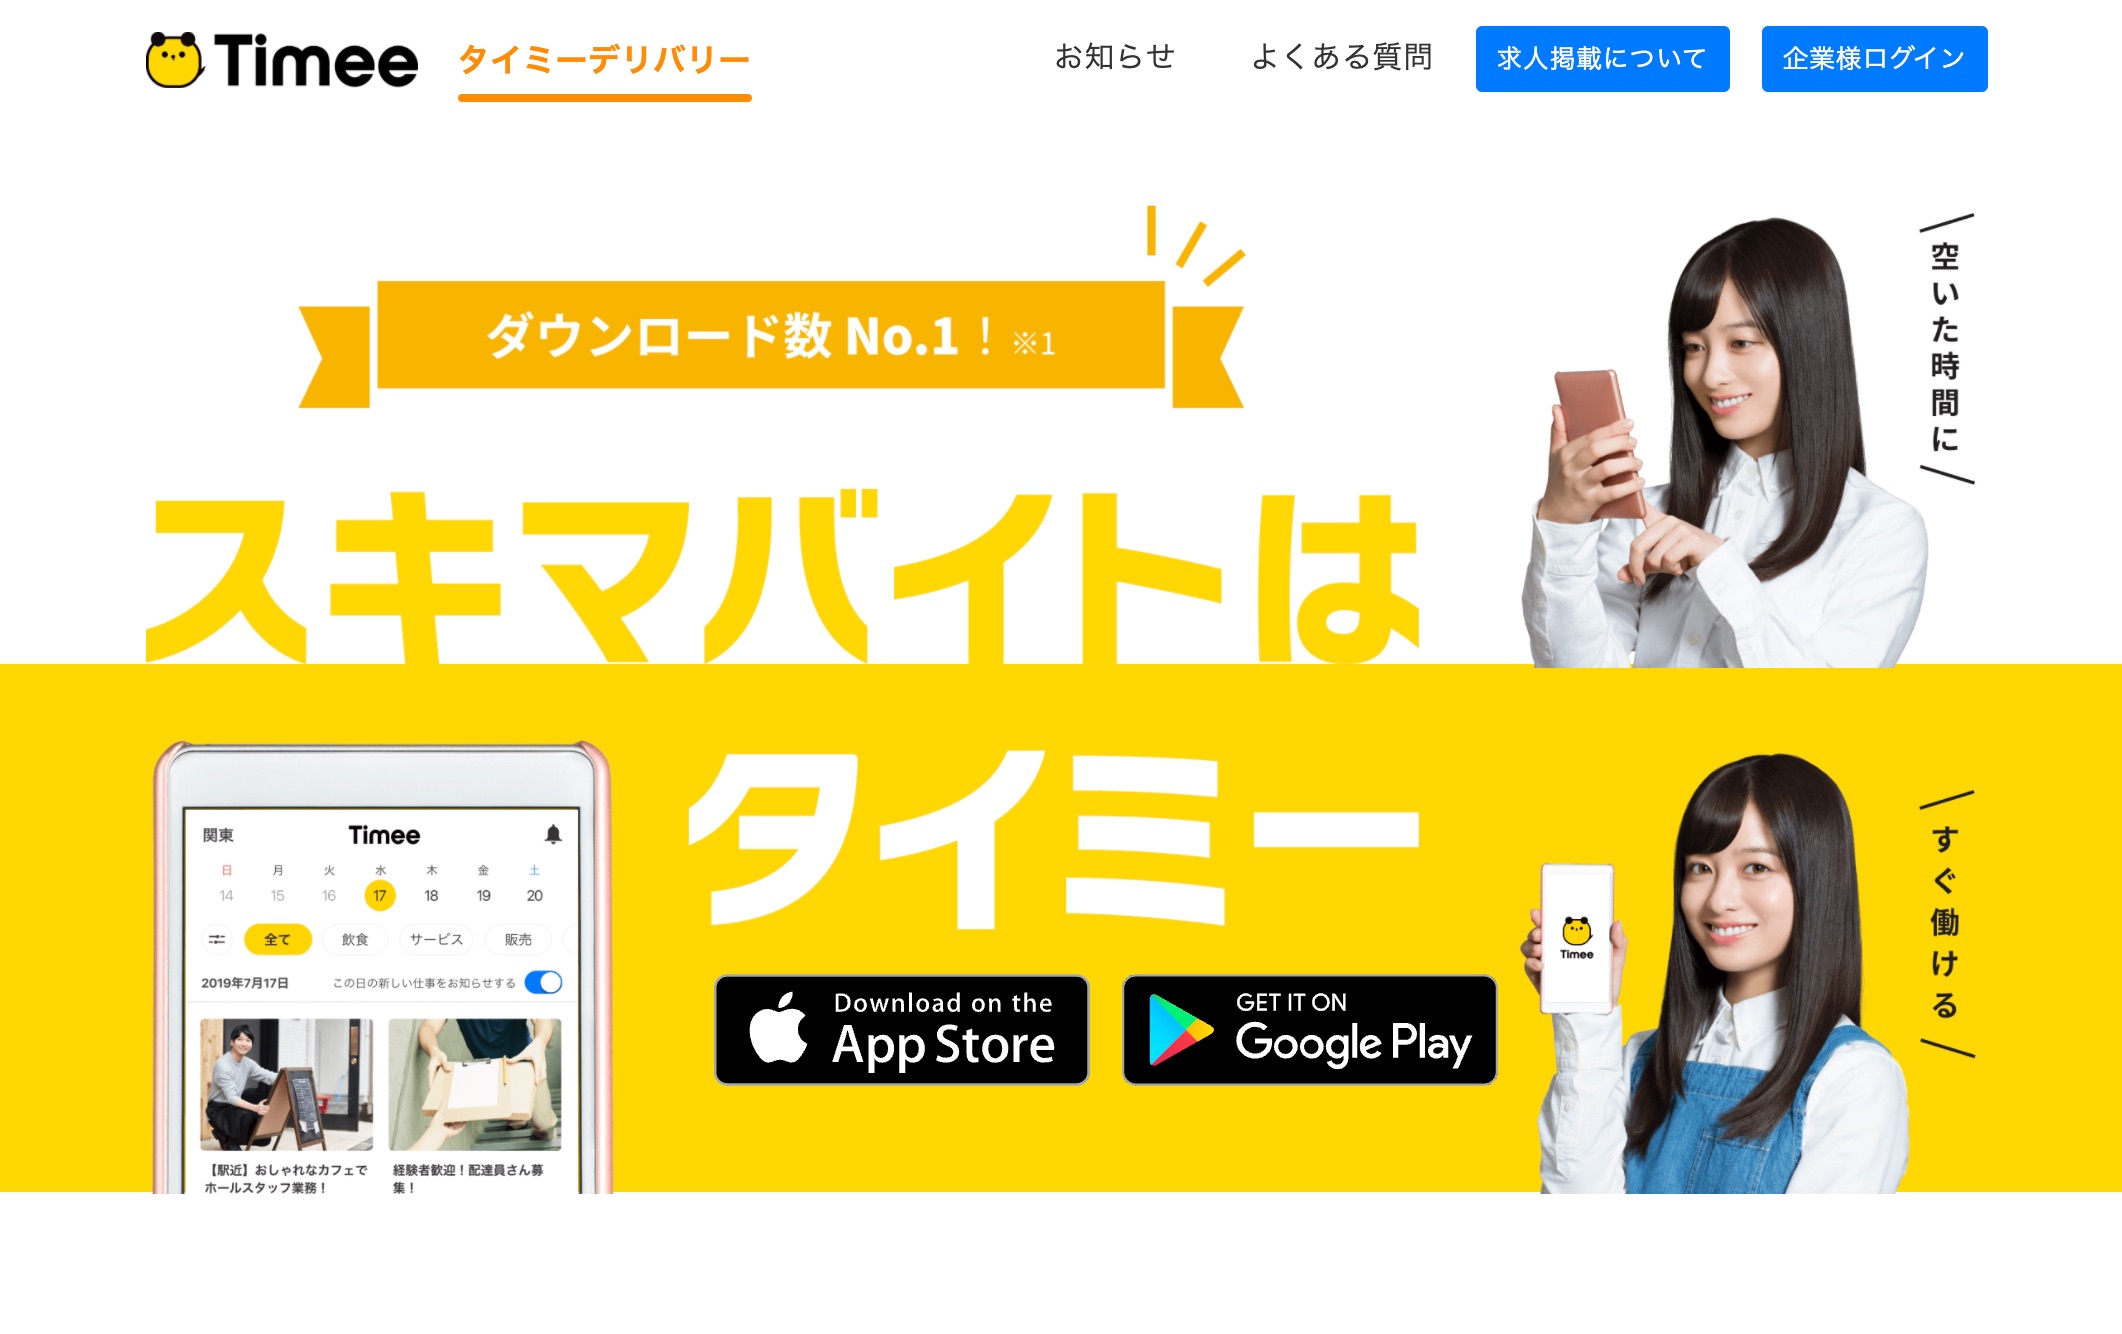 Timee
タイミーデリバリー
お知らせ
よくある質問
求人掲載について
企業様ログイン
ダウンロード数 No.1！※1
スキマバイトは
タイミー
空いた時間に
すぐ働ける
Download on the
App Store
GET IT ON
Google Play
関東
Timee
日 月 火 水 木 金 土
14 15 16 17 18 19 20
全て 飲食 サービス 販売
2019年7月17日 この日の新しい仕事をお知らせする
【駅近】おしゃれなカフェで
ホールスタッフ業務！
経験者歓迎！配達員さん募
集！
Timee